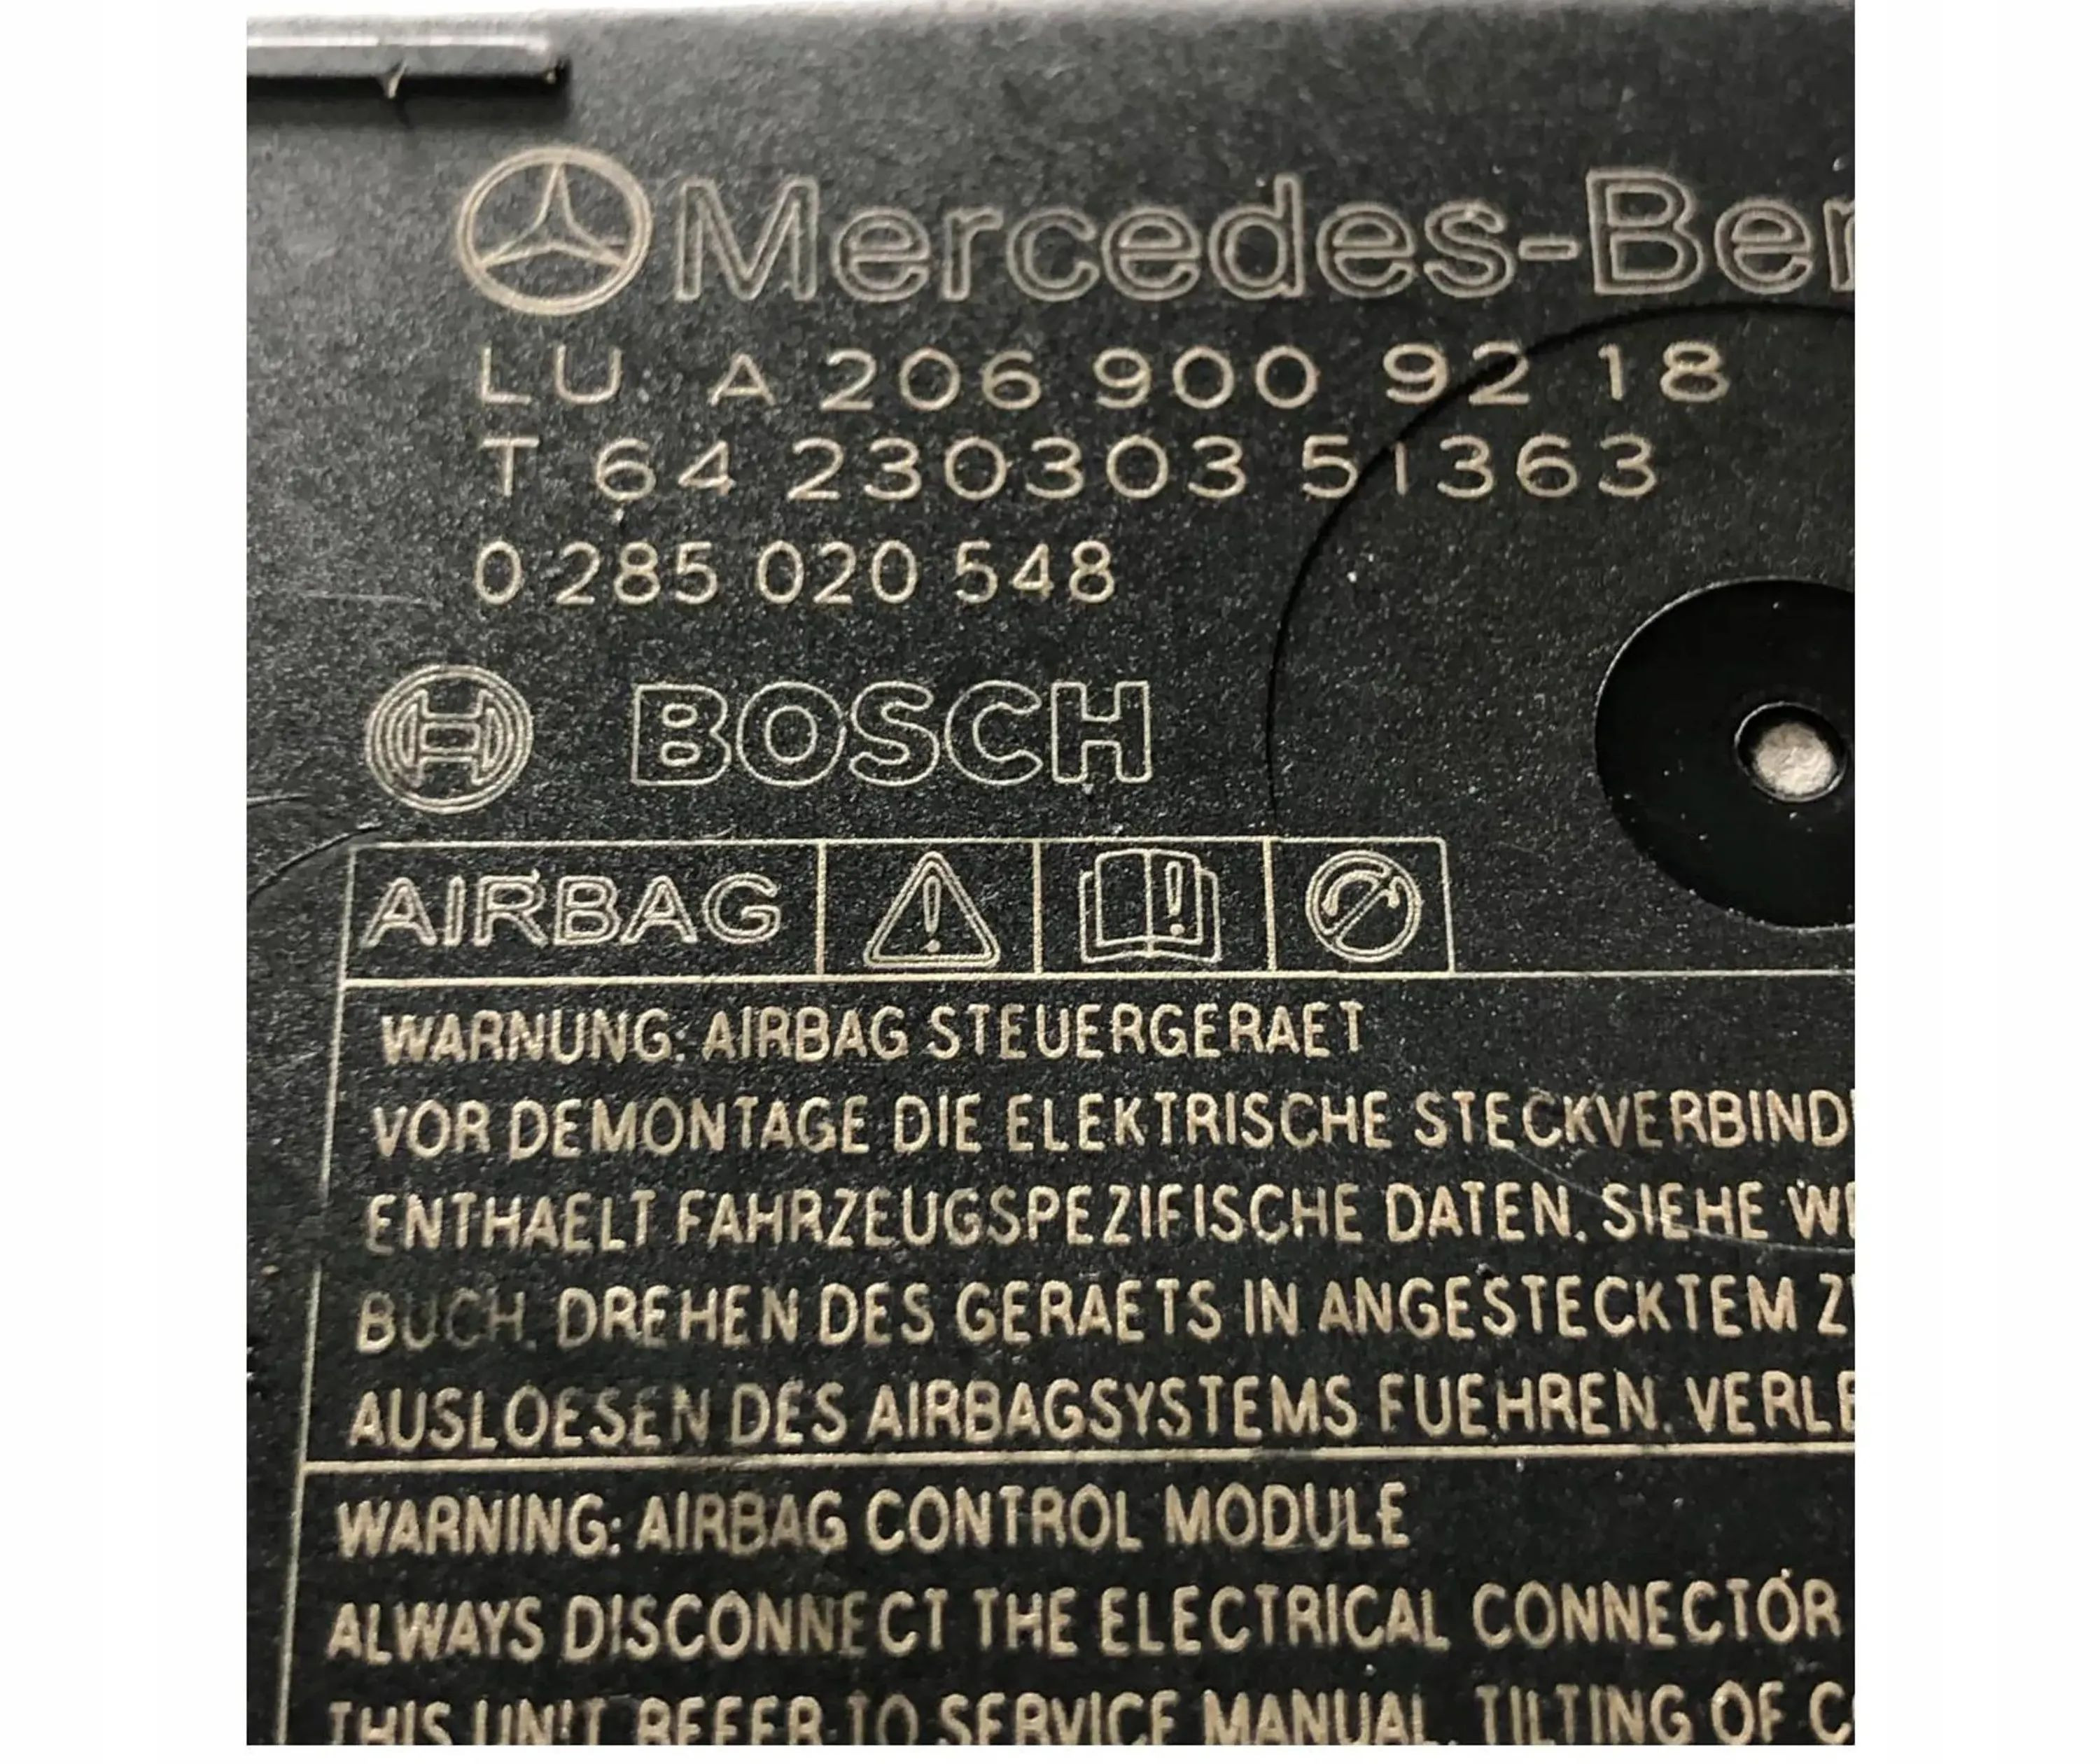 Mercedes-Ben
LU A 206 900 92 18
T 64 230303 51363
0 285 020 548
BOSCH
AIRBAG
WARNUNG: AIRBAG STEUERGERAET
VOR DEMONTAGE DIE ELEKTRISCHE STECKVERBIND
ENTHAELT FAHRZEUGSPEZIFISCHE DATEN. SIEHE WE
BUCH. DREHEN DES GERAETS IN ANGESTECKTEM Z
AUSLOESEN DES AIRBAGSYSTEMS FUEHREN. VERLE
WARNING: AIRBAG CONTROL MODULE
ALWAYS DISCONNECT THE ELECTRICAL CONNECTOR
THIS UNIT REFER TO SERVICE MANUAL. TILTING OF C